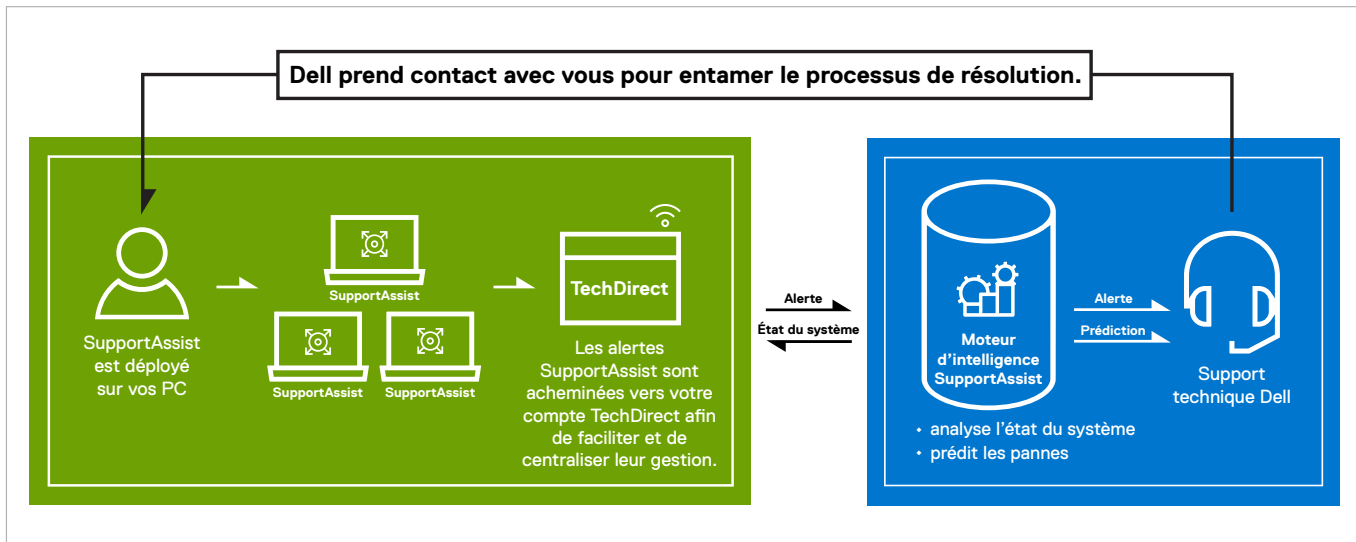 Dell prend contact avec vous pour entamer le processus de résolution.
SupportAssist
est déployé
sur vos PC
SupportAssist
SupportAssist
SupportAssist
TechDirect
Les alertes
SupportAssist sont
acheminées vers votre
compte TechDirect afin
de faciliter et de
centraliser leur gestion.
Alerte
État du système
Moteur
d’intelligence
SupportAssist
• analyse l’état du système
• prédit les pannes
Alerte
Prédiction
Support
technique Dell